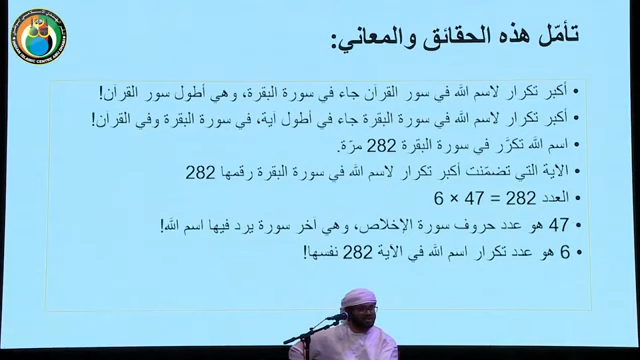 تأمّل هذه الحقائق والمعاني:
• أكبر تكرار لاسم الله في سور القرآن جاء في سورة البقرة، وهي أطول سور القرآن!
• أكبر تكرار لاسم الله في سورة البقرة جاء في أطول آية، في سورة البقرة وفي القرآن!
• اسم الله تكرَّر في سورة البقرة 282 مرّة.
• الآية التي تضمّنت أكبر تكرار لاسم الله في سورة البقرة رقمها 282
• العدد 282 = 47 × 6
• 47 هو عدد حروف سورة الإخلاص، وهي آخر سورة يرد فيها اسم الله!
• 6 هو عدد تكرار اسم الله في الآية 282 نفسها!